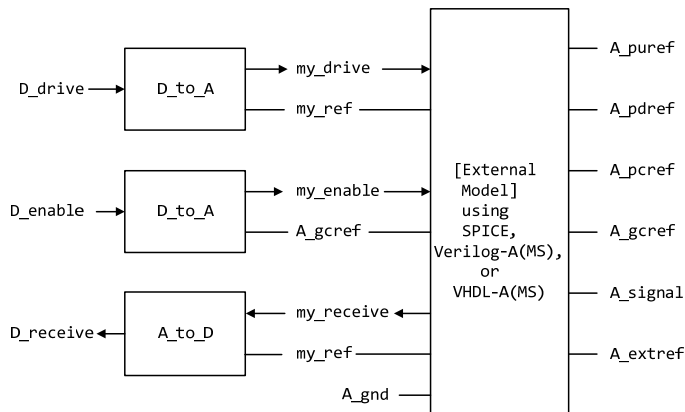 D_drive
D_to_A
my_drive
my_ref
D_enable
D_to_A
my_enable
A_gcref
D_receive
A_to_D
my_receive
my_ref
A_gnd
[External
Model]
using
SPICE,
Verilog-A(MS),
or
VHDL-A(MS)
A_puref
A_pdref
A_pcref
A_gcref
A_signal
A_extref